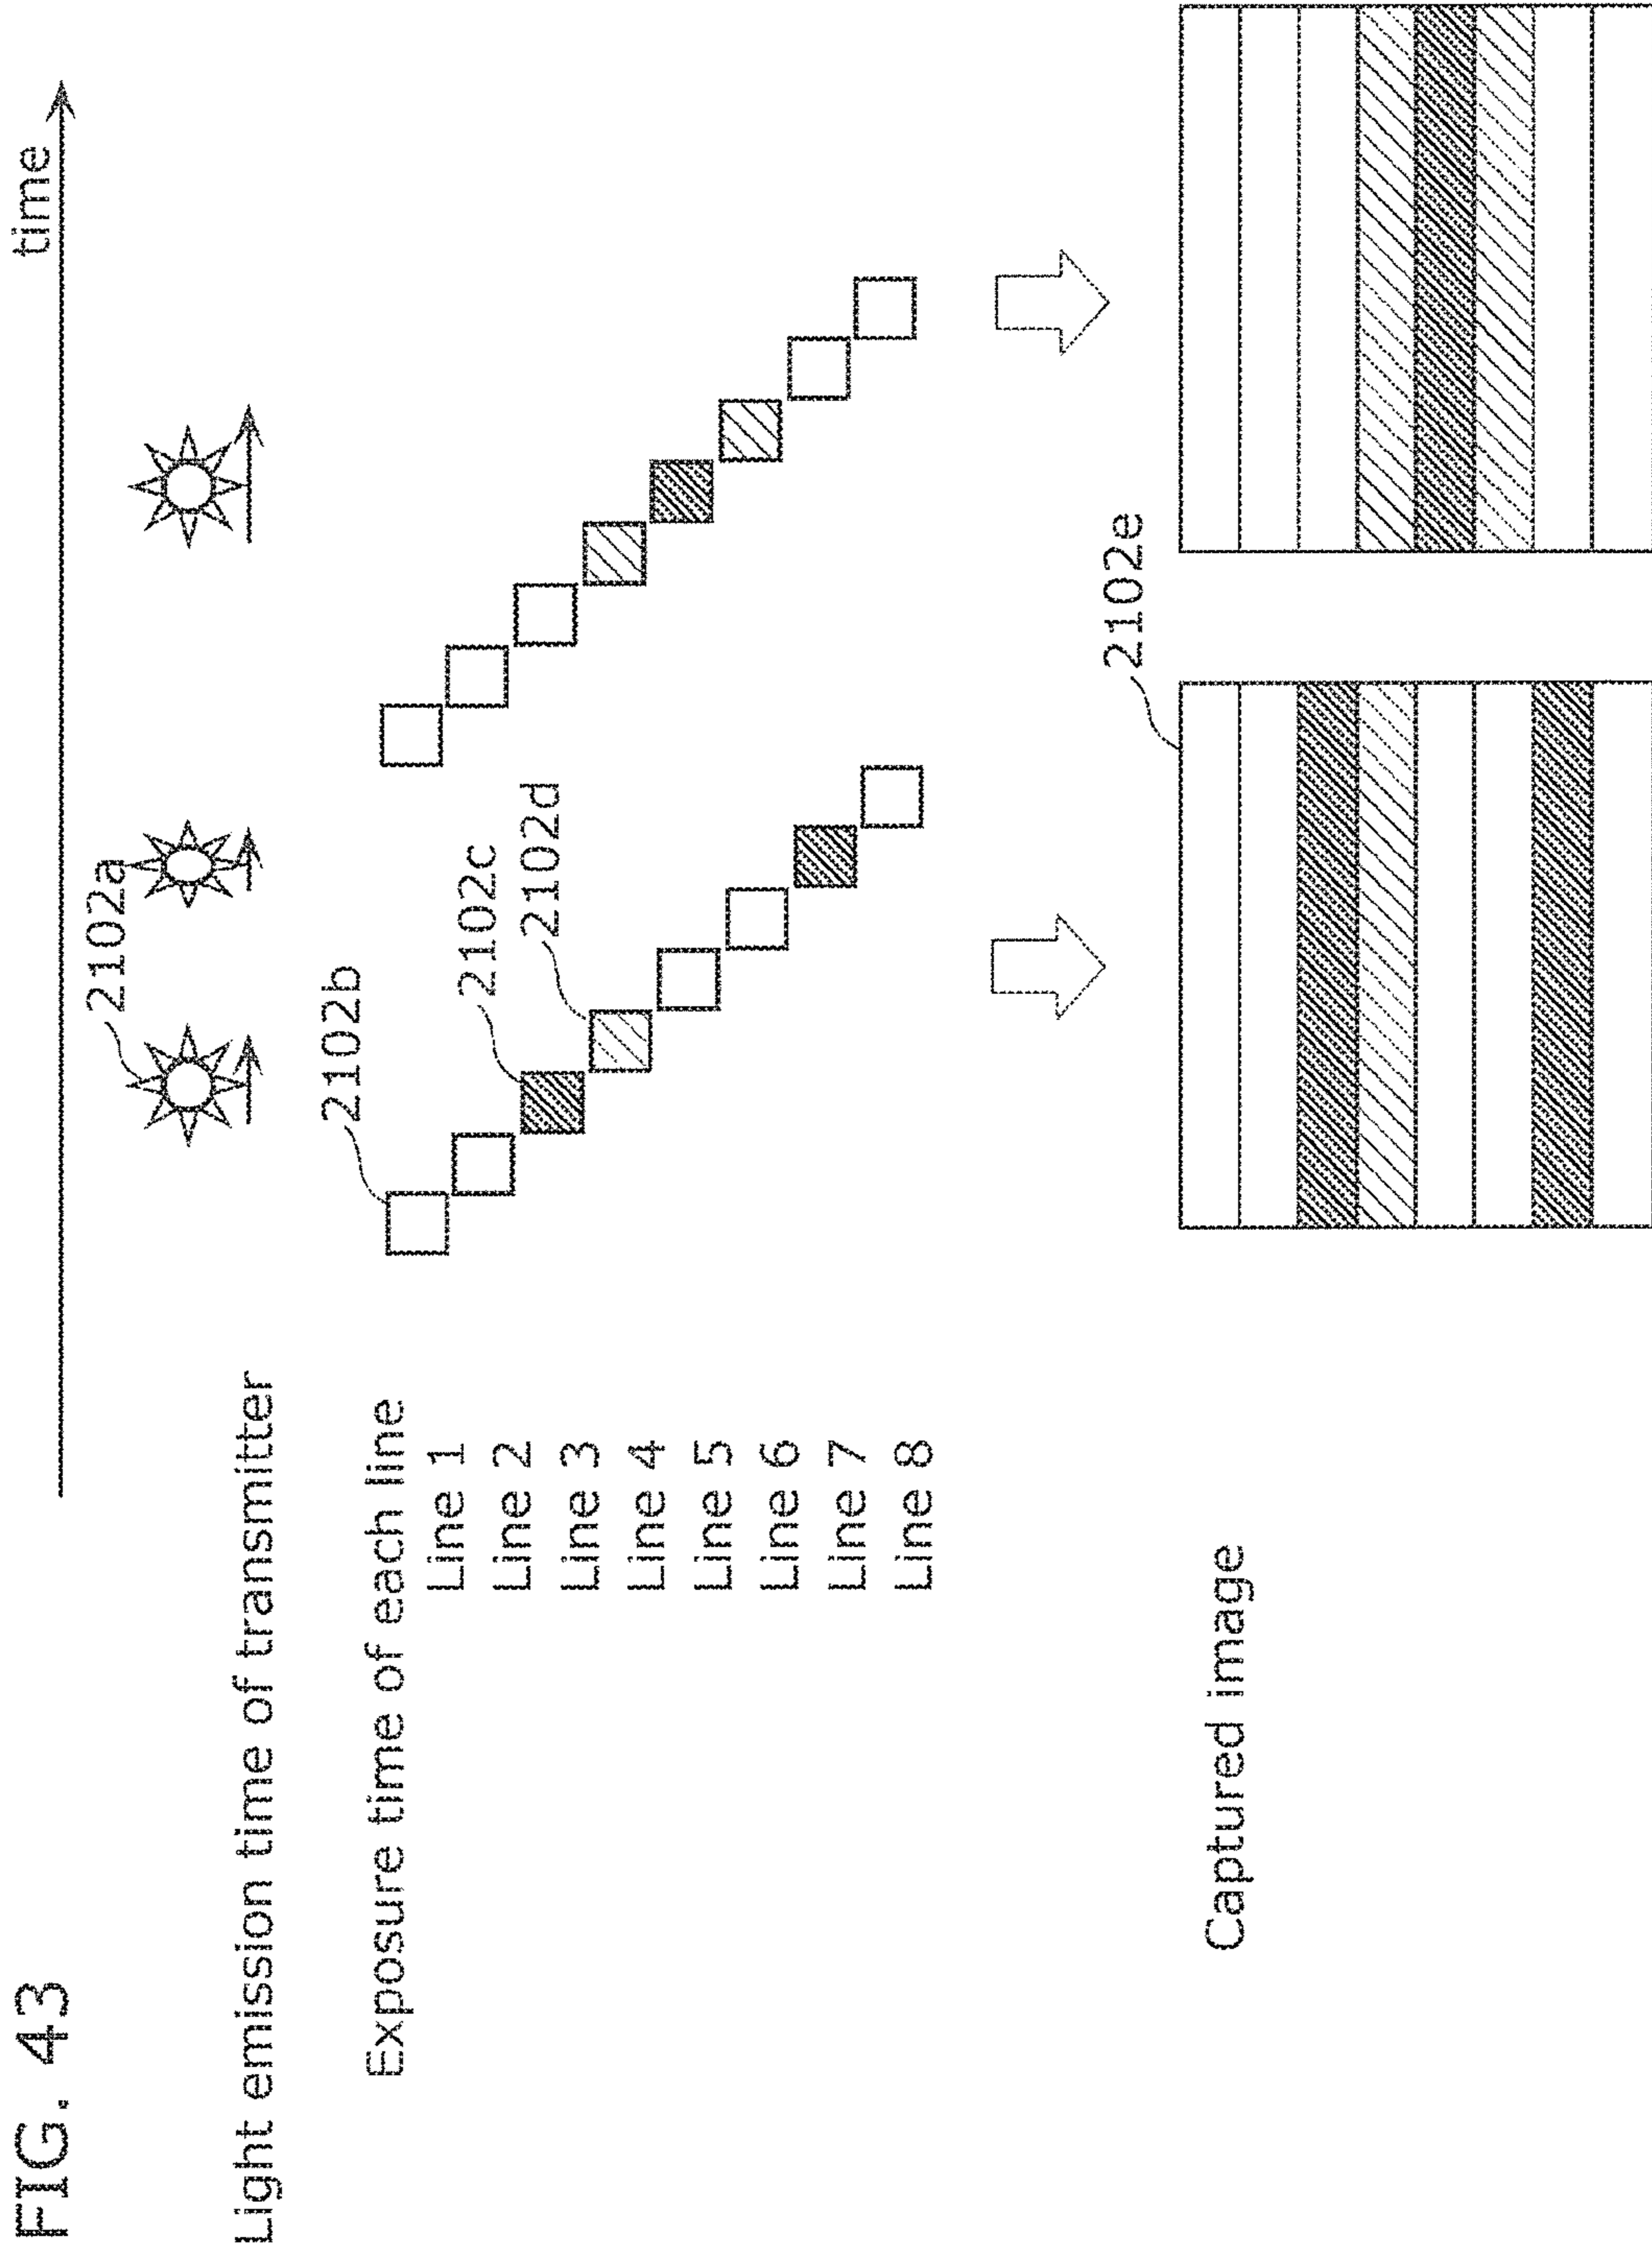 FIG. 43
time
2102a
Light emission time of transmitter
2102b
Exposure time of each line
Line 1
Line 2
2102c
Line 3
2102d
Line 4
Line 5
Line 6
Line 7
Line 8
2102e
Captured image